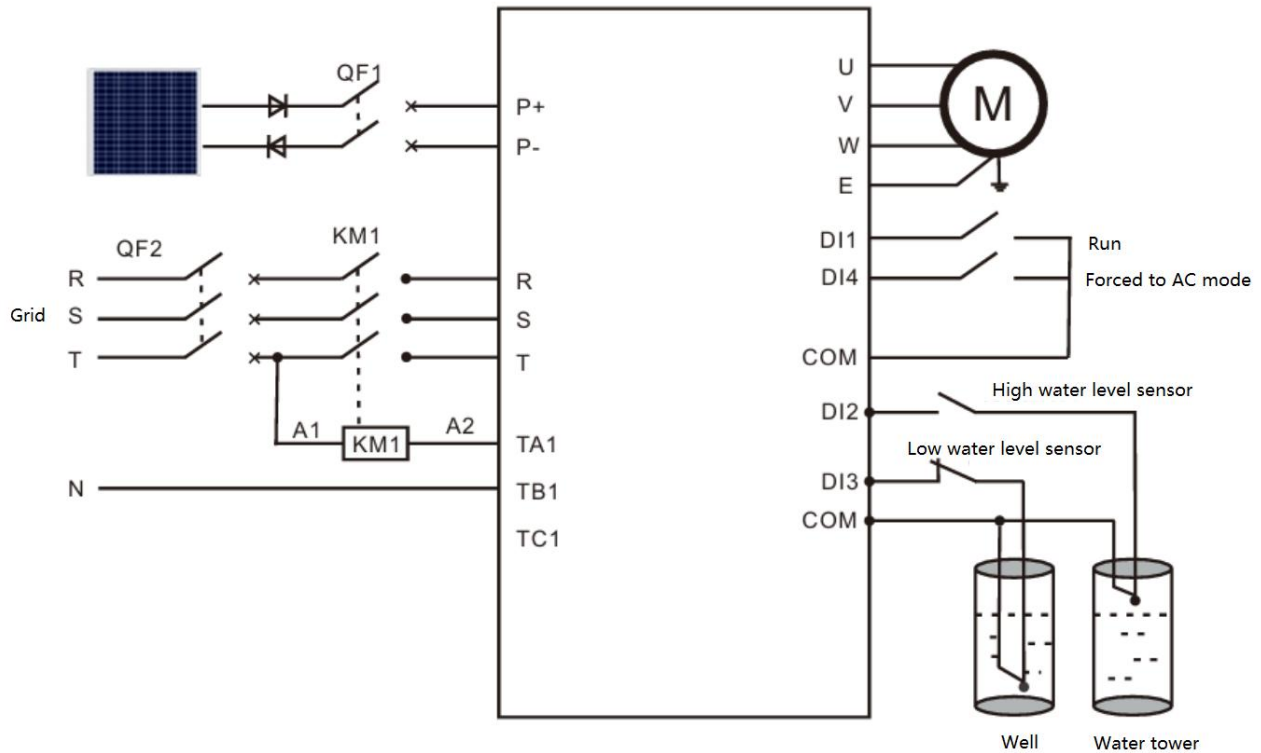 QF1
P+
P-
U
V
W
E
M
QF2
KM1
R
S
T
Grid
R
S
T
DI1
DI4
COM
Run
Forced to AC mode
A1
KM1
A2
TA1
N
TB1
TC1
DI2
High water level sensor
Low water level sensor
DI3
COM
Well
Water tower